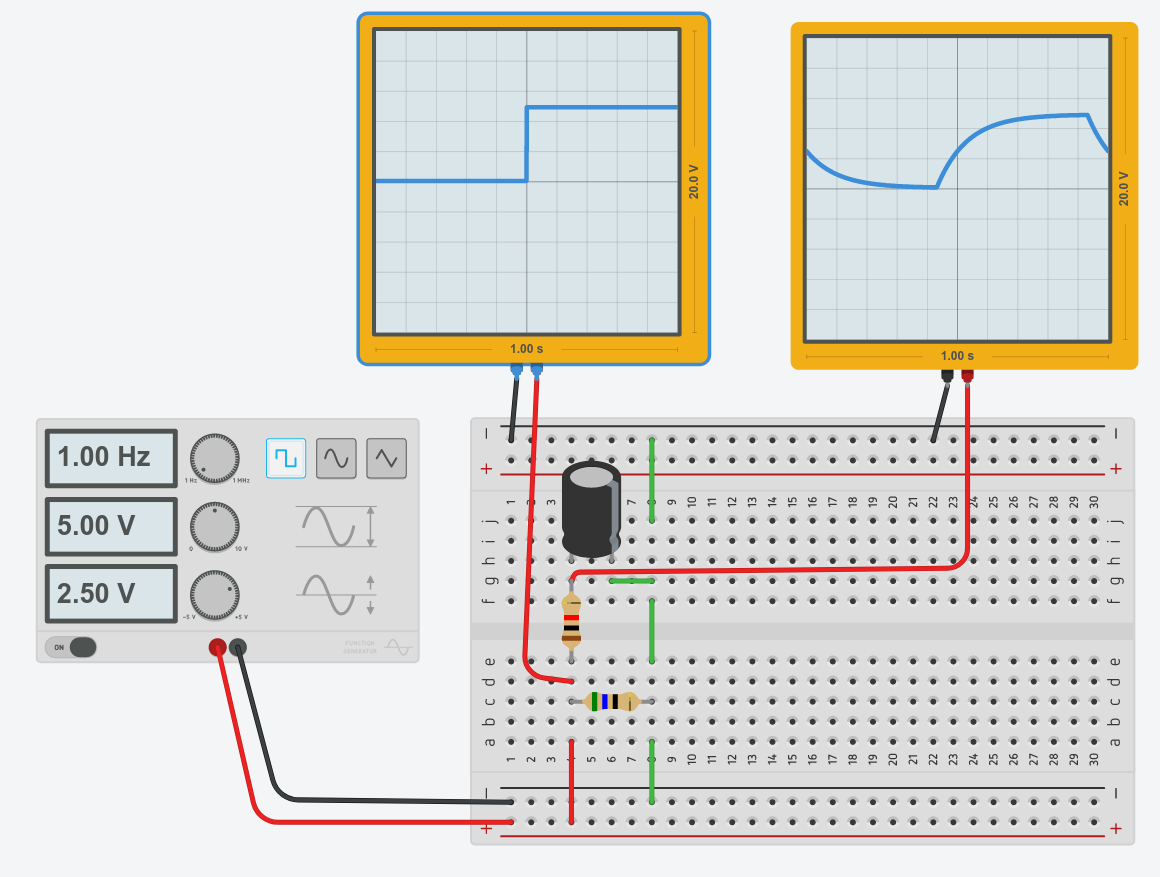 20.0 V
1.00 s
20.0 V
1.00 s
1.00 Hz
1 Hz 1 MHz
5.00 V
0 10 V
2.50 V
-5 V +5 V
ON
FUNCTION
GENERATOR
+ +
1 2 3 7 8 9 10 11 12 13 14 15 16 17 18 19 20 21 22 23 24 25 26 27 28 29 30
j j
i i
h h
g g
f f
e e
d d
c c
b b
a a
1 2 3 4 5 6 7 8 9 10 11 12 13 14 15 16 17 18 19 20 21 22 23 24 25 26 27 28 29 30
+ +